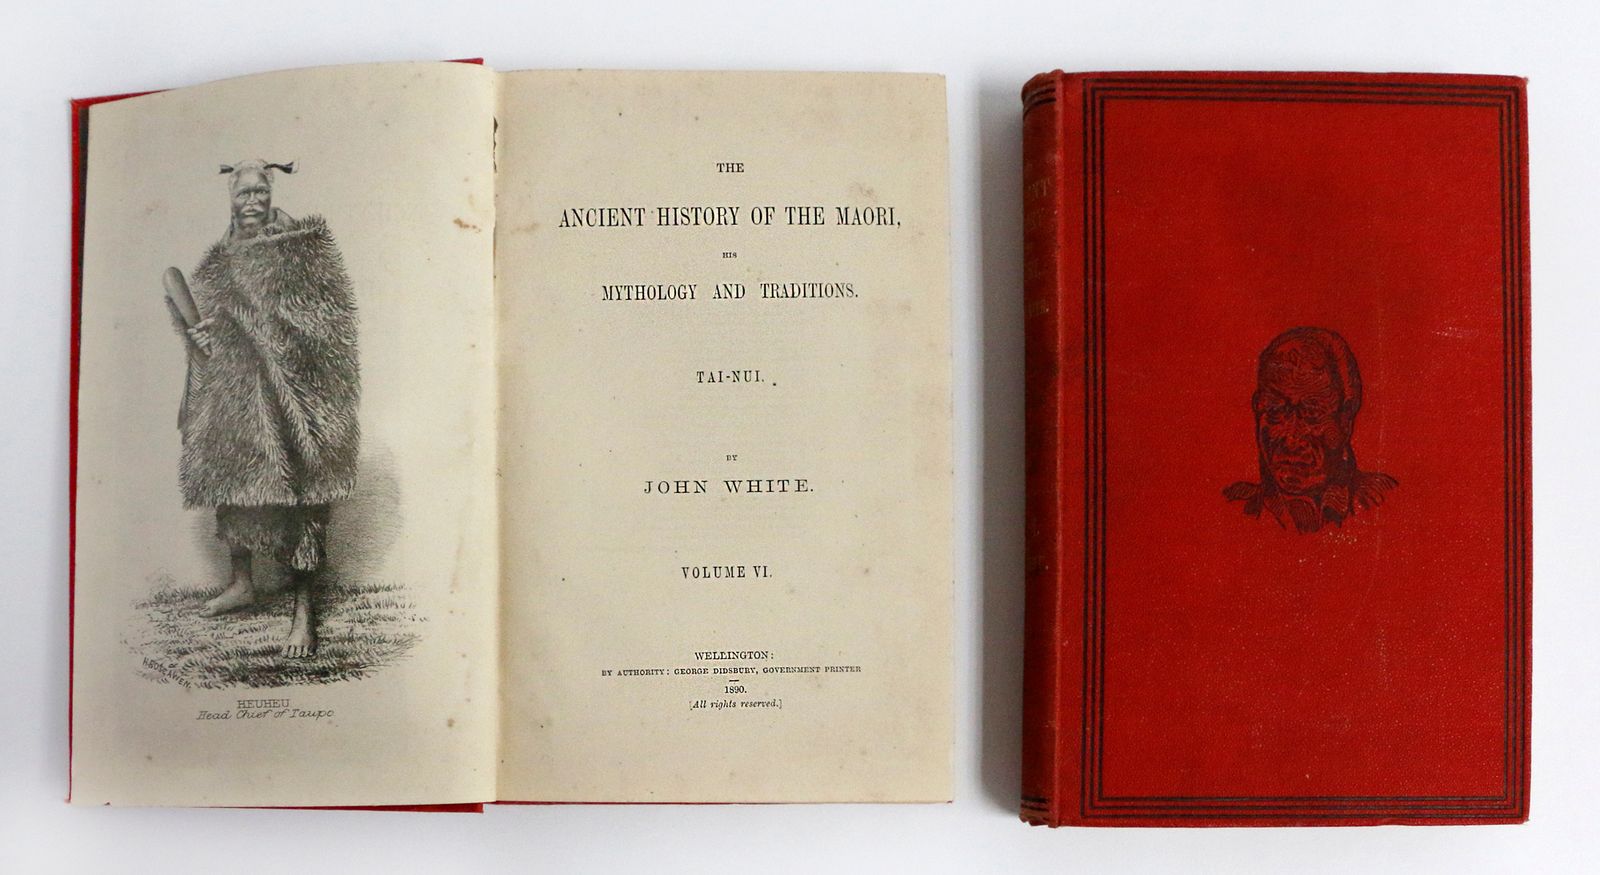 H BOSCAWEN.
HEUHEU
Head Chief of Taupo
THE
ANCIENT HISTORY OF THE MAORI,
HIS
MYTHOLOGY AND TRADITIONS.
TAI-NUI.
BY
JOHN WHITE.
VOLUME VI.
WELLINGTON:
BY AUTHORITY: GEORGE DIDSBURY, GOVERNMENT PRINTER
1890.
[All rights reserved.]